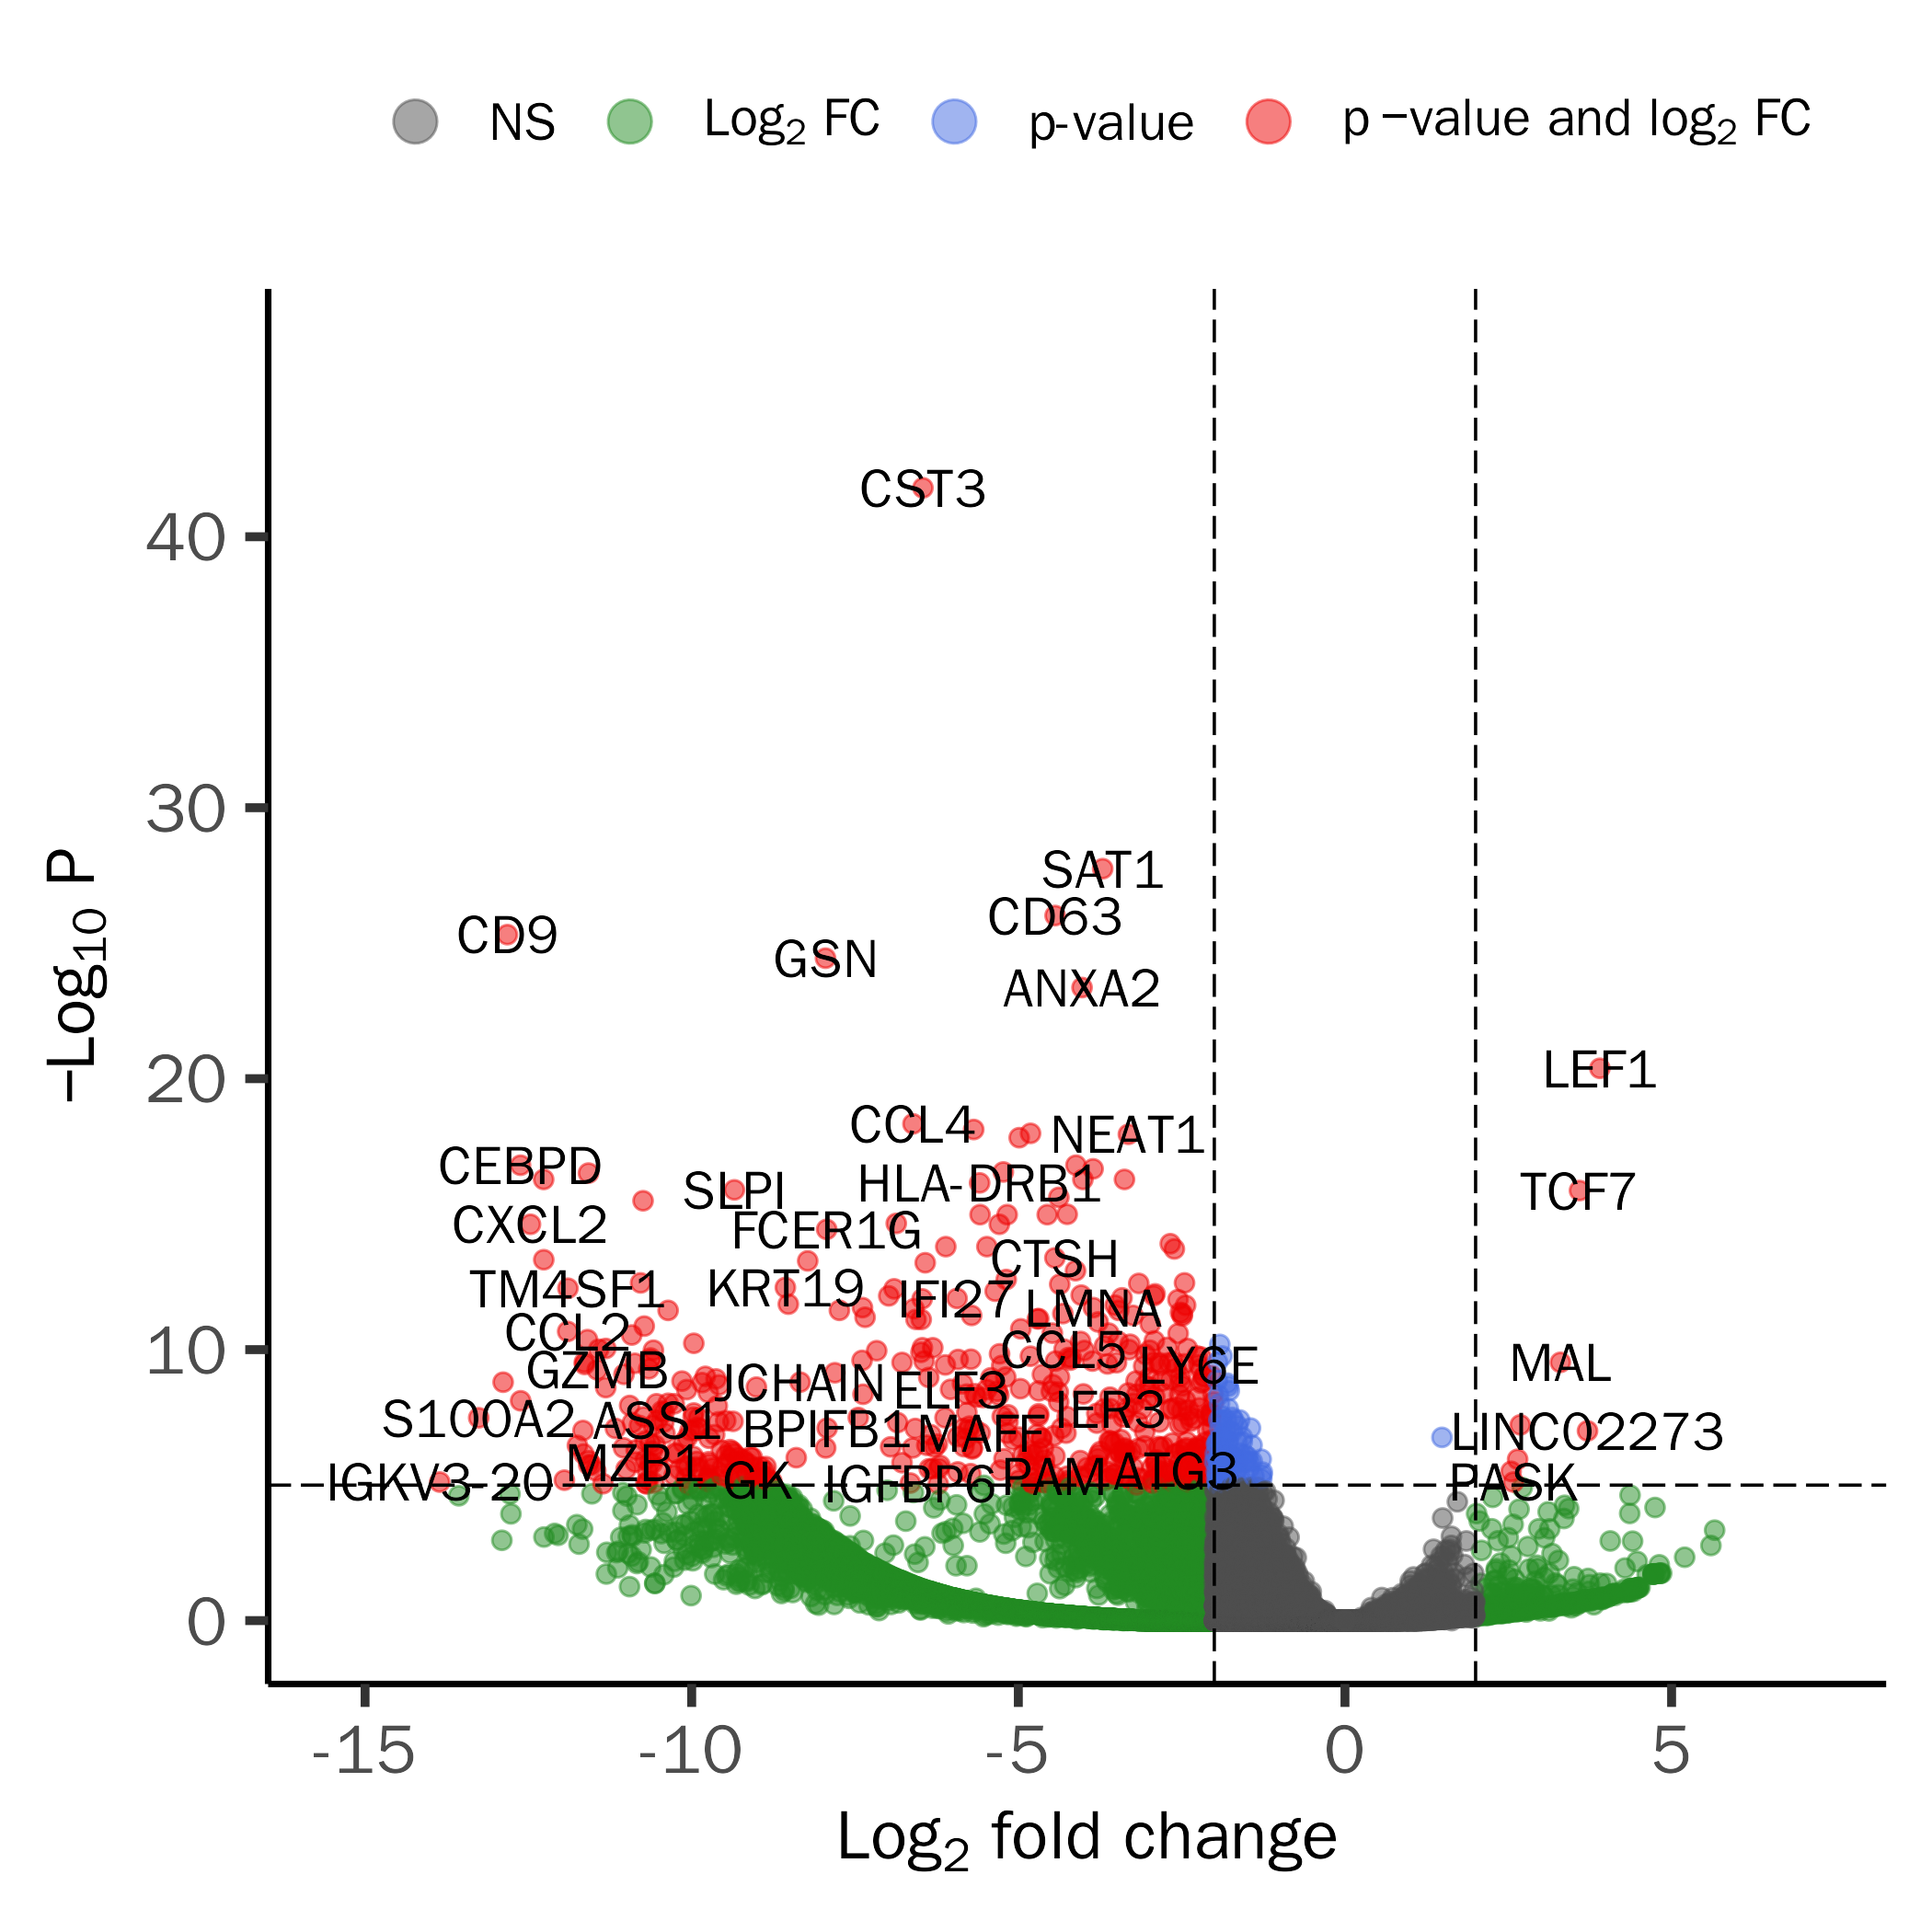 NS Log2 FC p-value p −value and log2 FC
CST3
40
30
SAT1
CD63
CD9
GSN
ANXA2
−Log10 P
20
LEF1
CCL4 NEAT1
CEBPD
SLPI HLA-DRB1 TCF7
CXCL2 FCER1G
CTSH
TM4SF1 KRT19 IFI27 LMNA
CCL2 CCL5 LY6E
10
MAL
GZMB JCHAIN ELF3
S100A2 ASS1 BPIFB1 MAFF IER3 LINC02273
MZB1
IGKV3-20 GK IGFBP6 PAM ATG3 PASK
0
-15 -10 -5 0 5
Log2 fold change